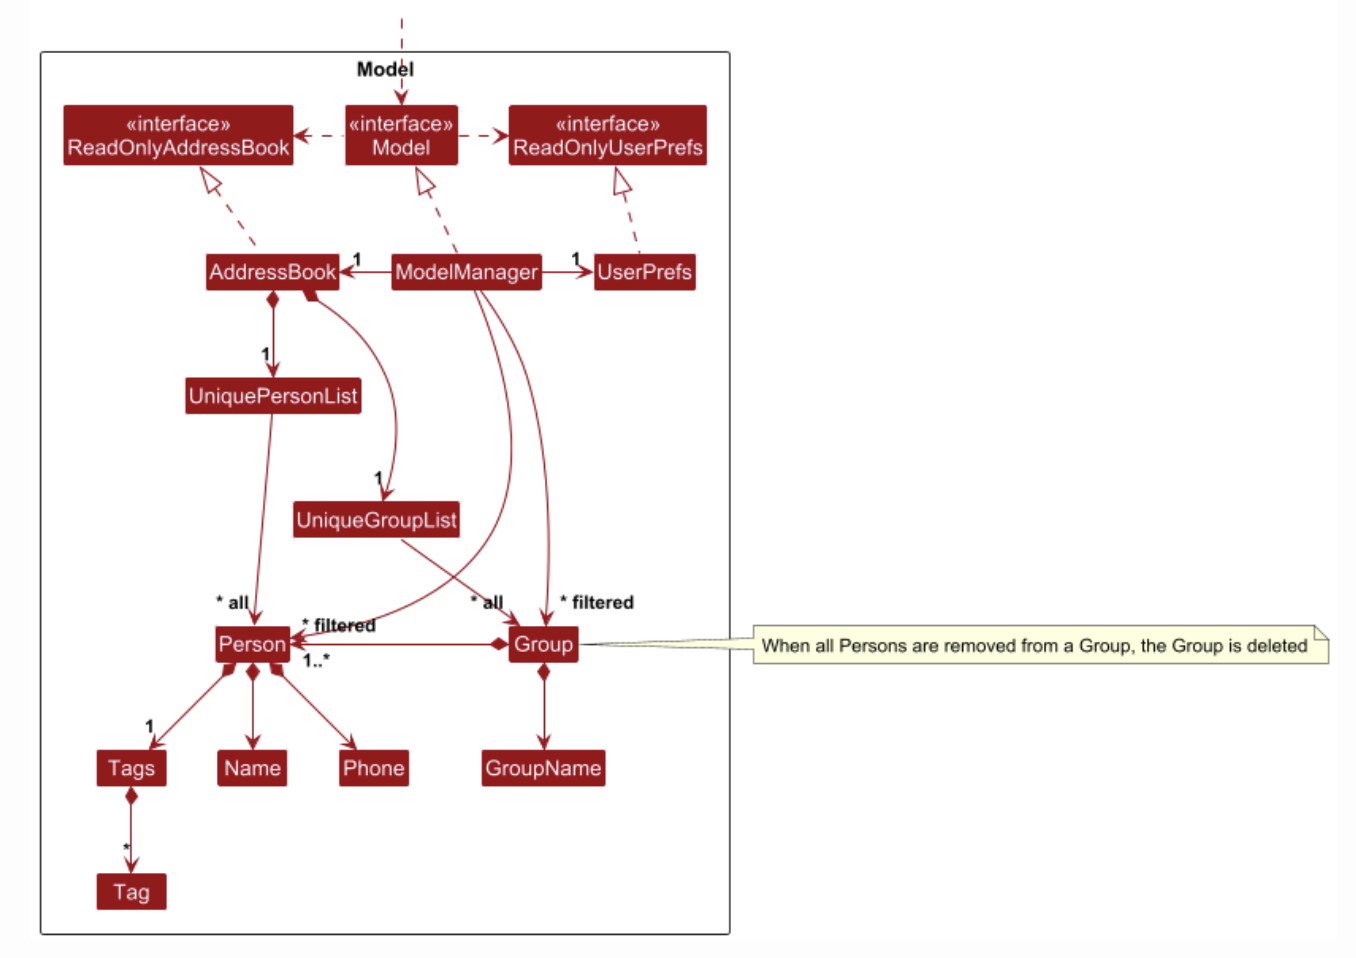 Model
«interface»
ReadOnlyAddressBook
«interface»
Model
«interface»
ReadOnlyUserPrefs
AddressBook
1
ModelManager
1
UserPrefs
1
UniquePersonList
1
UniqueGroupList
* all
* filtered
* all
* filtered
Person
1..*
Group
When all Persons are removed from a Group, the Group is deleted
1
Tags
Name
Phone
GroupName
*
Tag